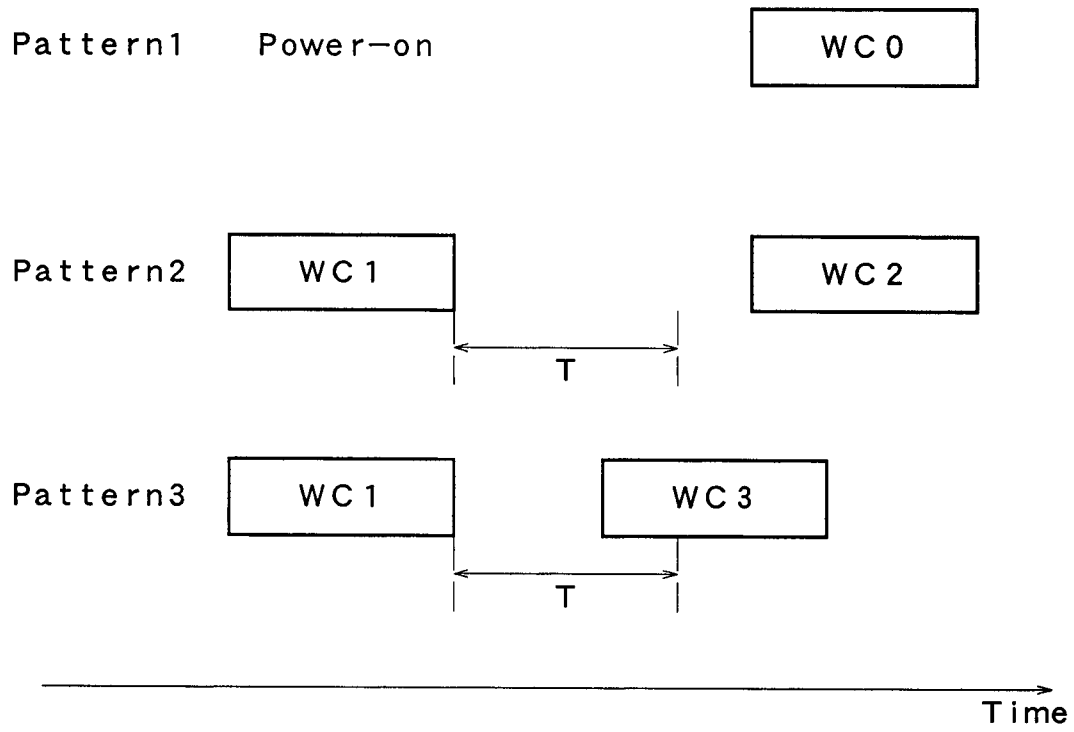 Pattern1 Power-on WC0
Pattern2 WC1 WC2
T
Pattern3 WC1 WC3
T
Time